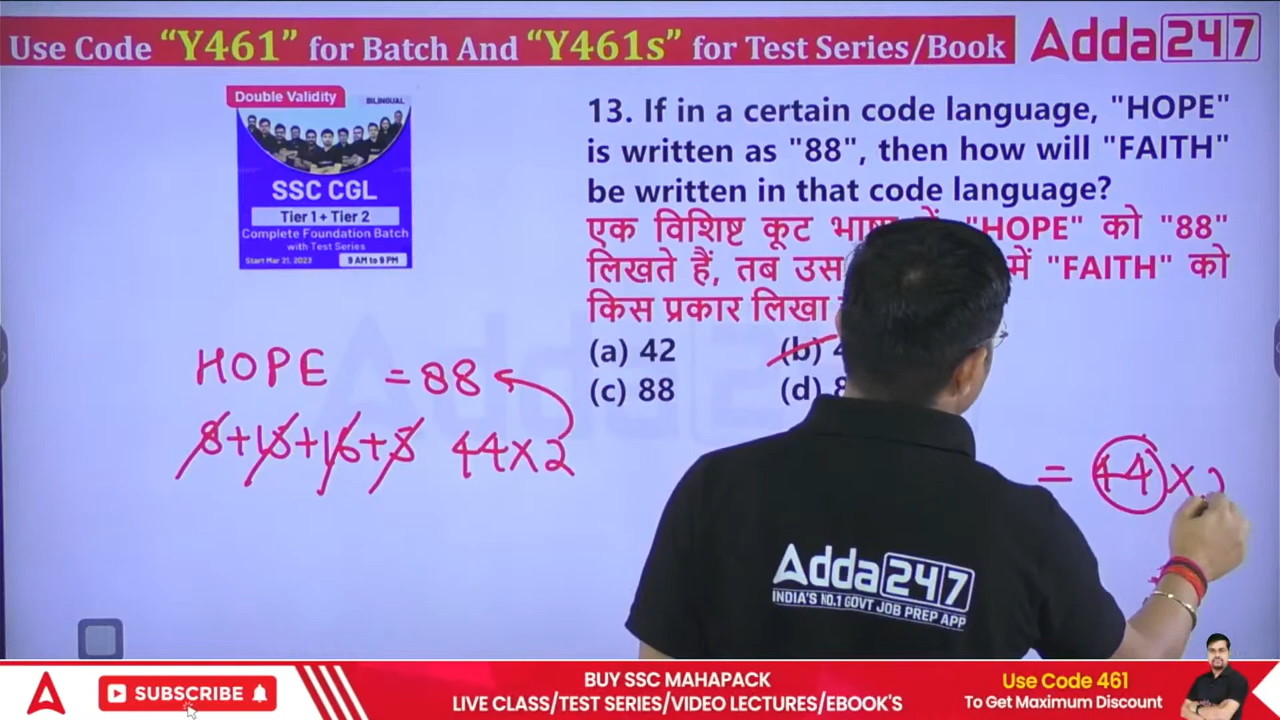 Use Code “Y461” for Batch And “Y461s” for Test Series/Book
Adda247
Double Validity
BILINGUAL
SSC CGL
Tier 1 + Tier 2
Complete Foundation Batch
with Test Series
Start Mar 21, 2023
9 AM to 9 PM
13. If in a certain code language, "HOPE"
is written as "88", then how will "FAITH"
be written in that code language?
एक विशिष्ट कूट "HOPE" को "88"
लिखते हैं, तब में "FAITH" को
किस प्रकार लिखा
(a) 42
(b)
(c) 88
(d)
HOPE = 88
8+15+16+5 44×2
= 44×
Adda247
INDIA'S NO.1 GOVT JOB PREP APP
SUBSCRIBE
BUY SSC MAHAPACK
LIVE CLASS/TEST SERIES/VIDEO LECTURES/EBOOK'S
Use Code 461
To Get Maximum Discount